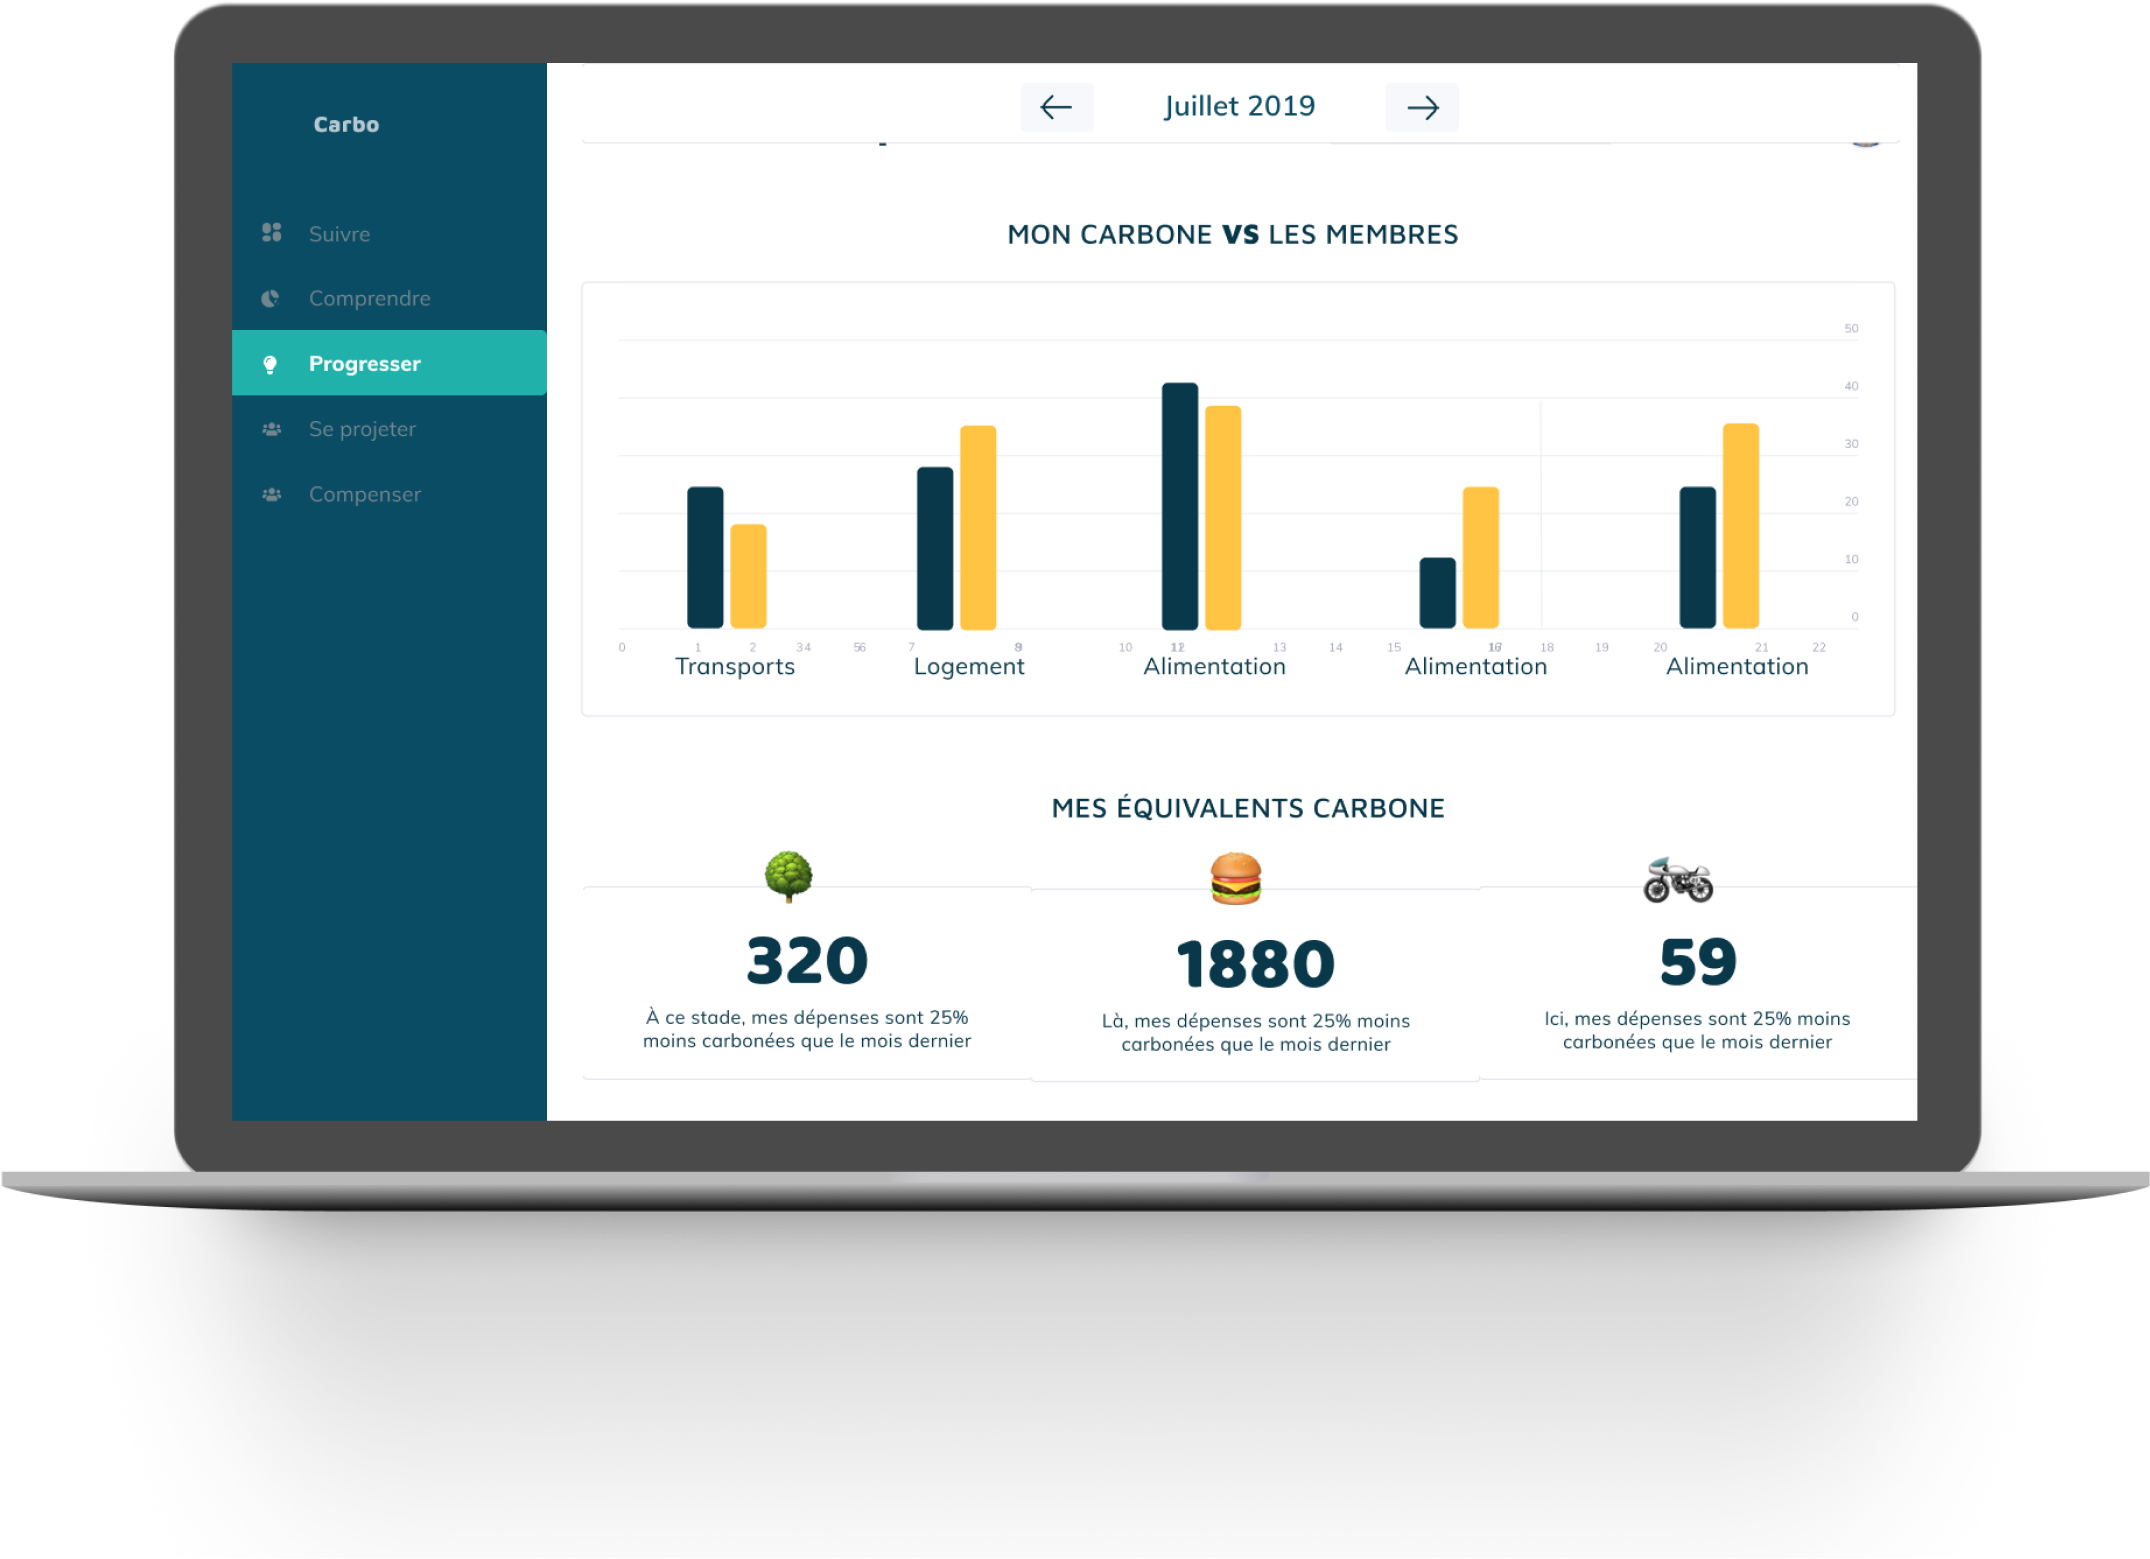 Carbo
Suivre
Comprendre
Progresser
Se projeter
Compenser
Juillet 2019
MON CARBONE VS LES MEMBRES
50
40
30
20
10
0
0 1 2 34 56 7 9 10 12 13 14 15 17 18 19 20 21 22
Transports Logement Alimentation Alimentation Alimentation
MES ÉQUIVALENTS CARBONE
320
À ce stade, mes dépenses sont 25%
moins carbonées que le mois dernier
1880
Là, mes dépenses sont 25% moins
carbonées que le mois dernier
59
Ici, mes dépenses sont 25% moins
carbonées que le mois dernier